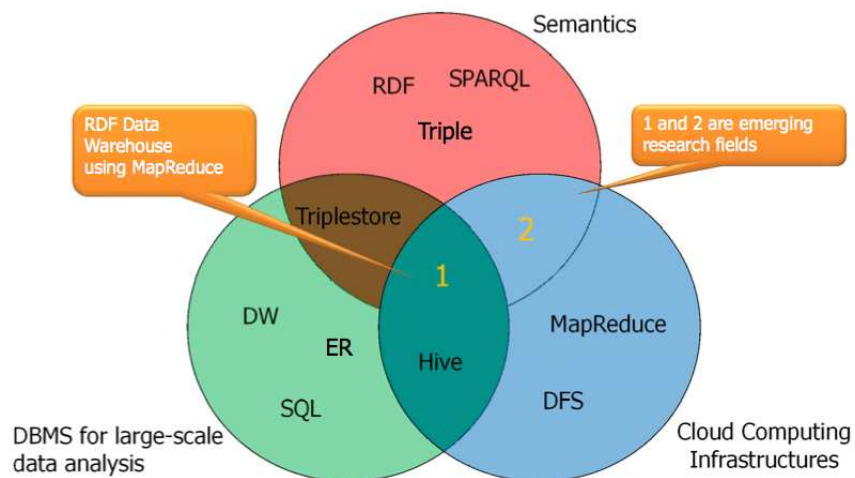 Semantics
RDF
SPARQL
Triple
RDF Data
Warehouse
using MapReduce
1 and 2 are emerging
research fields
Triplestore
2
1
DW
ER
SQL
Hive
MapReduce
DFS
DBMS for large-scale
data analysis
Cloud Computing
Infrastructures